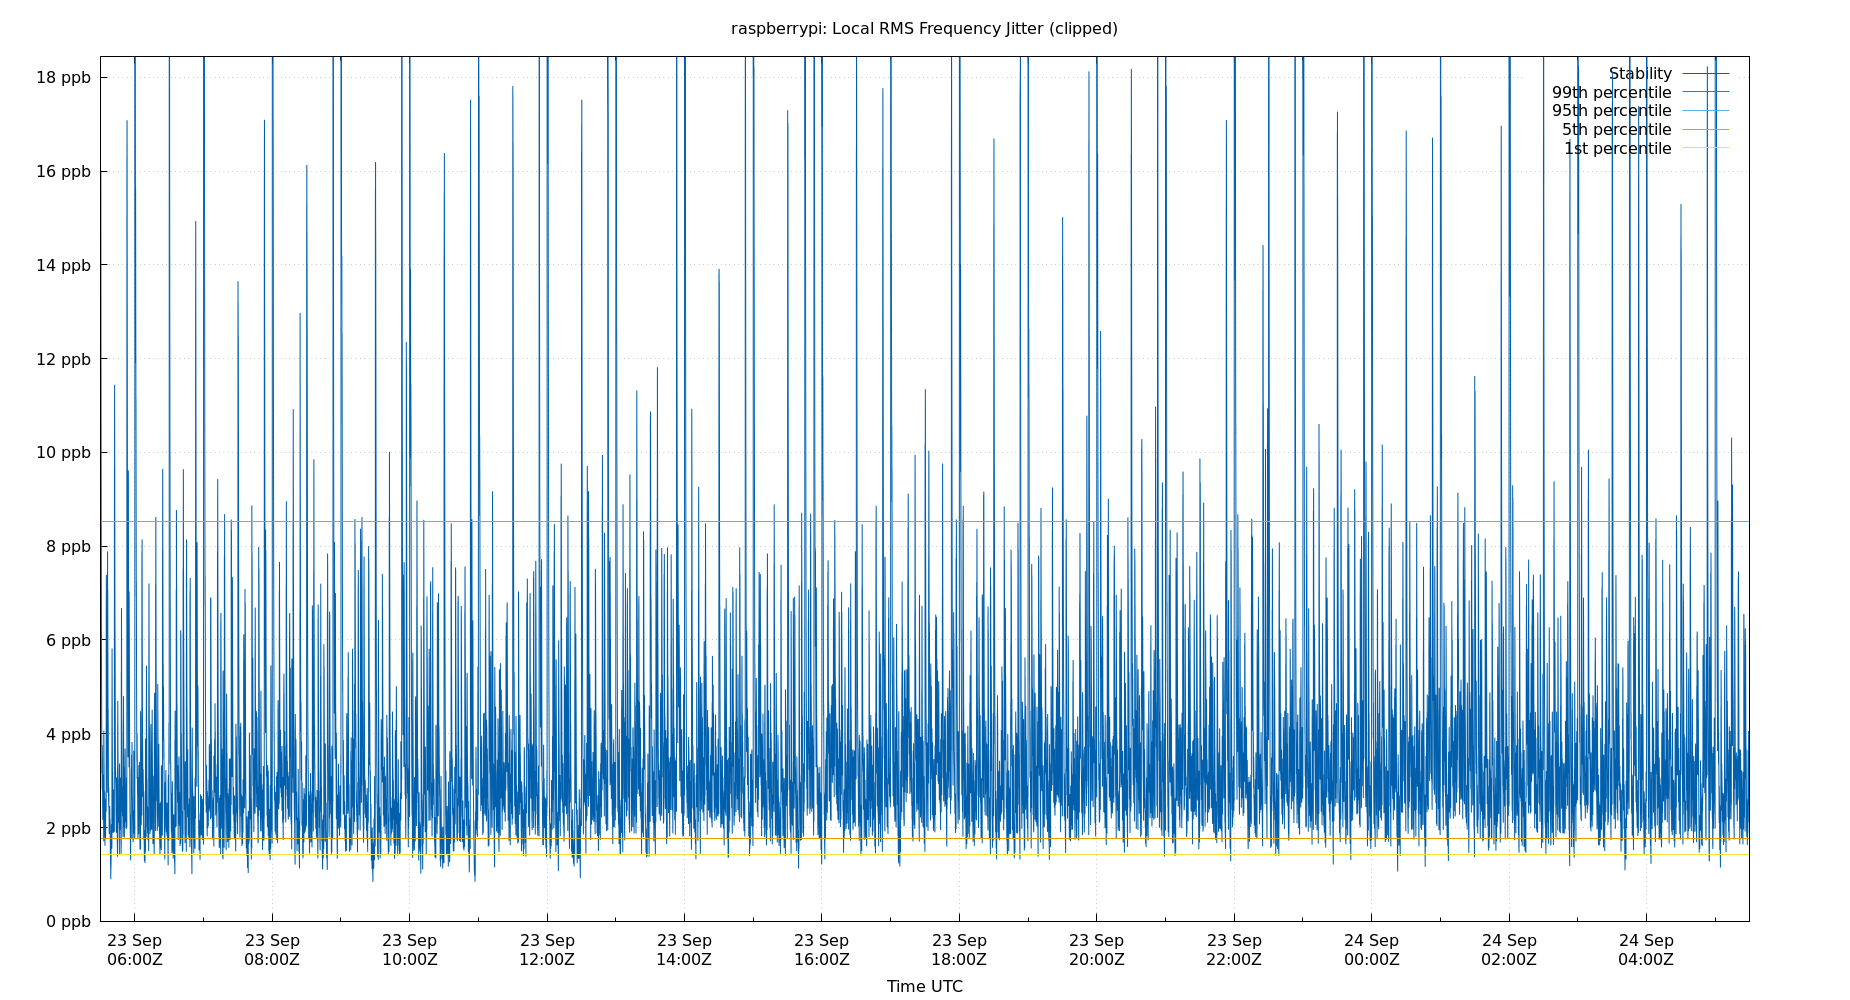 raspberrypi: Local RMS Frequency Jitter (clipped)
18 ppb
16 ppb
14 ppb
12 ppb
10 ppb
8 ppb
6 ppb
4 ppb
2 ppb
0 ppb
Stability
99th percentile
95th percentile
5th percentile
1st percentile
23 Sep 23 Sep 23 Sep 23 Sep 23 Sep 23 Sep 23 Sep 23 Sep 23 Sep 24 Sep 24 Sep 24 Sep
06:00Z 08:00Z 10:00Z 12:00Z 14:00Z 16:00Z 18:00Z 20:00Z 22:00Z 00:00Z 02:00Z 04:00Z
Time UTC